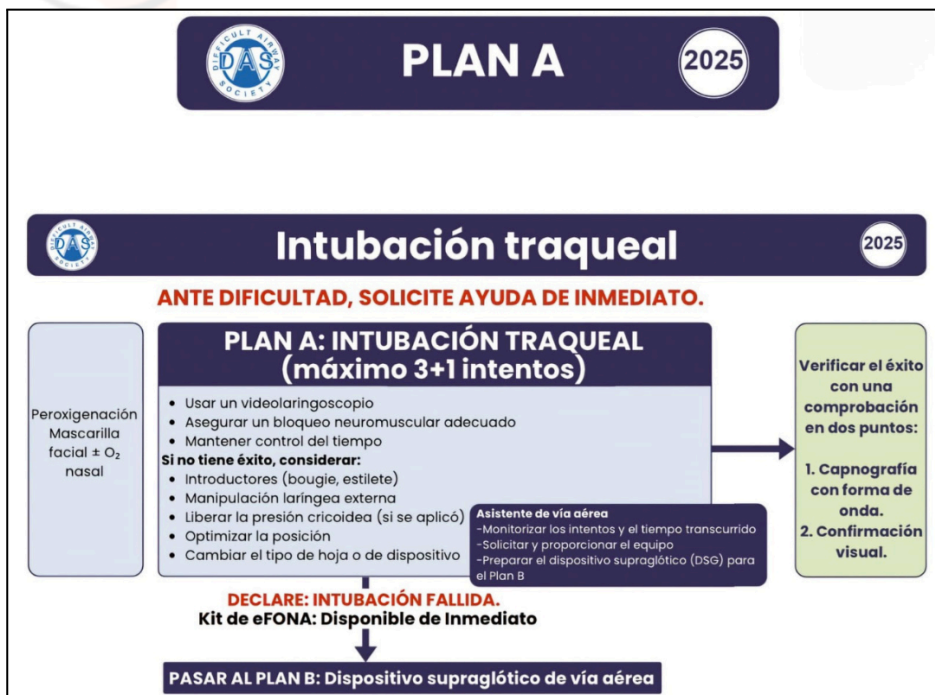 DIFFICULT AIRWAY
DAS
SOCIETY
PLAN A
2025
DIFFICULT AIRWAY
DAS
SOCIETY
Intubación traqueal
2025
ANTE DIFICULTAD, SOLICITE AYUDA DE INMEDIATO.
Peroxigenación
Mascarilla
facial ± O₂
nasal
PLAN A: INTUBACIÓN TRAQUEAL
(máximo 3+1 intentos)
• Usar un videolaringoscopio
• Asegurar un bloqueo neuromuscular adecuado
• Mantener control del tiempo
Si no tiene éxito, considerar:
• Introductores (bougie, estilete)
• Manipulación laríngea externa
• Liberar la presión cricoidea (si se aplicó)
• Optimizar la posición
• Cambiar el tipo de hoja o de dispositivo
Asistente de vía aérea
-Monitorizar los intentos y el tiempo transcurrido
-Solicitar y proporcionar el equipo
-Preparar el dispositivo supraglótico (DSG) para
el Plan B
Verificar el éxito
con una
comprobación
en dos puntos:
1. Capnografía
con forma de
onda.
2. Confirmación
visual.
DECLARE: INTUBACIÓN FALLIDA.
Kit de eFONA: Disponible de Inmediato
PASAR AL PLAN B: Dispositivo supraglótico de vía aérea